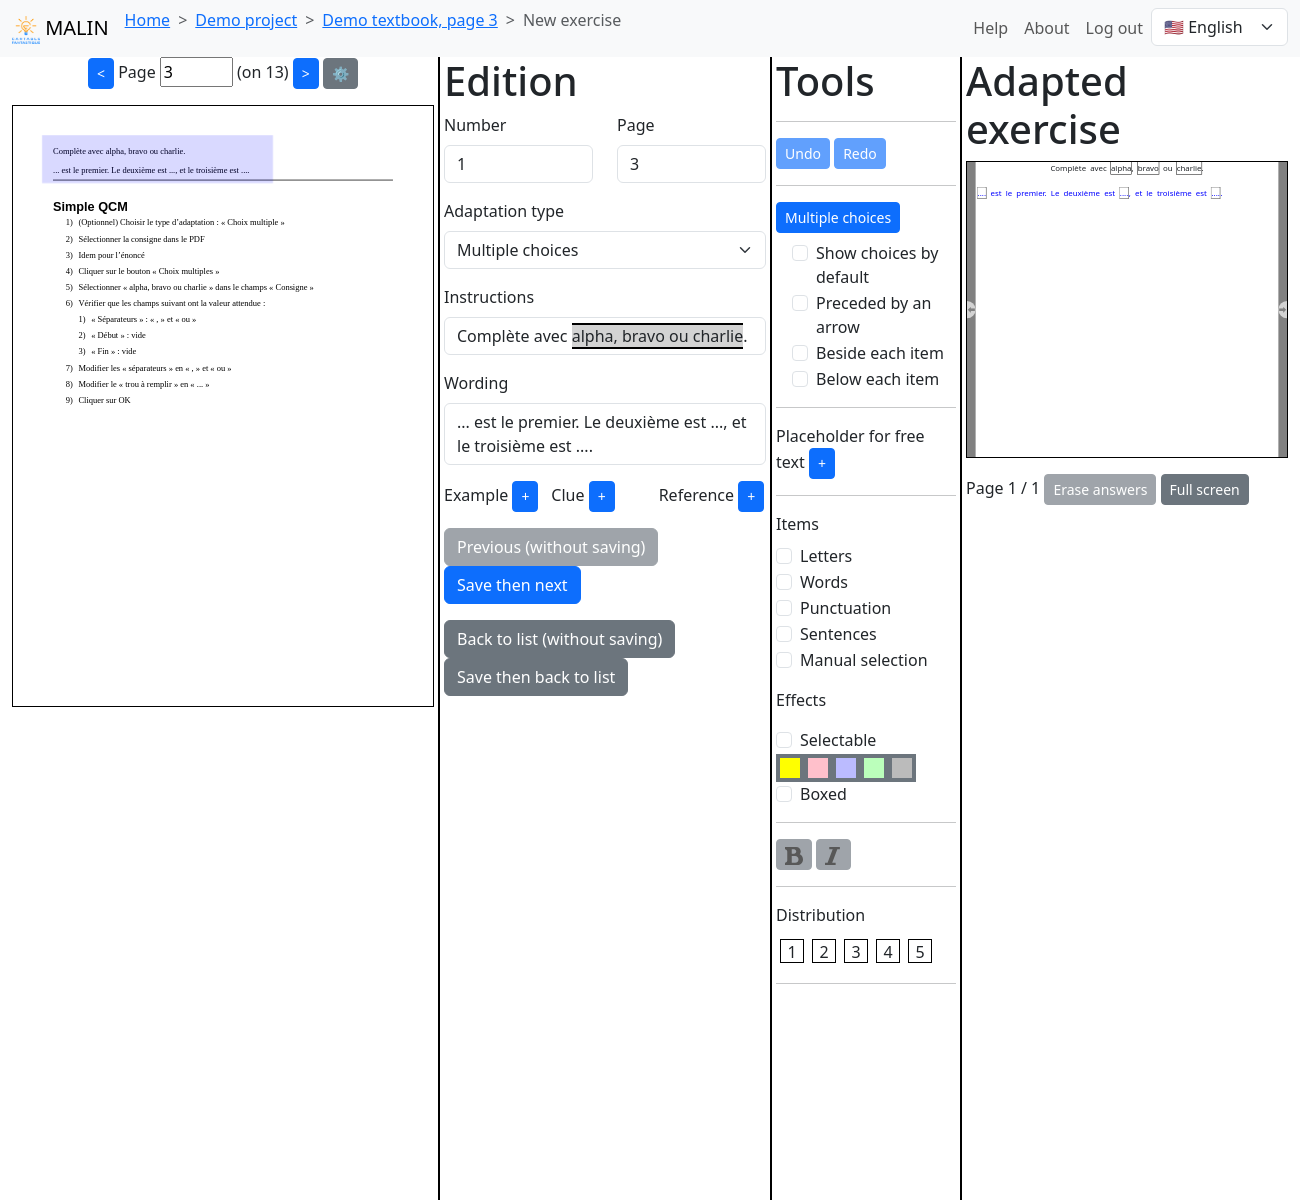 MALIN
Home > Demo project > Demo textbook, page 3 > New exercise
Help About Log out 🇺🇸 English
< Page 3 (on 13) > ⚙️
Complète avec alpha, bravo ou charlie.
... est le premier. Le deuxième est ..., et le troisième est ....
Simple QCM
1) (Optionnel) Choisir le type d'adaptation : « Choix multiple »
2) Sélectionner la consigne dans le PDF
3) Idem pour l'énoncé
4) Cliquer sur le bouton « Choix multiples »
5) Sélectionner « alpha, bravo ou charlie » dans le champs « Consigne »
6) Vérifier que les champs suivant ont la valeur attendue :
1) « Séparateurs » : « , » et « ou »
2) « Début » : vide
3) « Fin » : vide
7) Modifier les « séparateurs » en « , » et « ou »
8) Modifier le « trou à remplir » en « ... »
9) Cliquer sur OK
Edition
Number Page
1 3
Adaptation type
Multiple choices
Instructions
Complète avec alpha, bravo ou charlie.
Wording
... est le premier. Le deuxième est ..., et
le troisième est ....
Example + Clue + Reference +
Previous (without saving)
Save then next
Back to list (without saving)
Save then back to list
Tools
Undo Redo
Multiple choices
Show choices by
default
Preceded by an
arrow
Beside each item
Below each item
Placeholder for free
text +
Items
Letters
Words
Punctuation
Sentences
Manual selection
Effects
Selectable
Boxed
B I
Distribution
1 2 3 4 5
Adapted
exercise
Complète avec alpha, bravo ou charlie.
.... est le premier. Le deuxième est ...., et le troisième est .....
Page 1 / 1 Erase answers Full screen